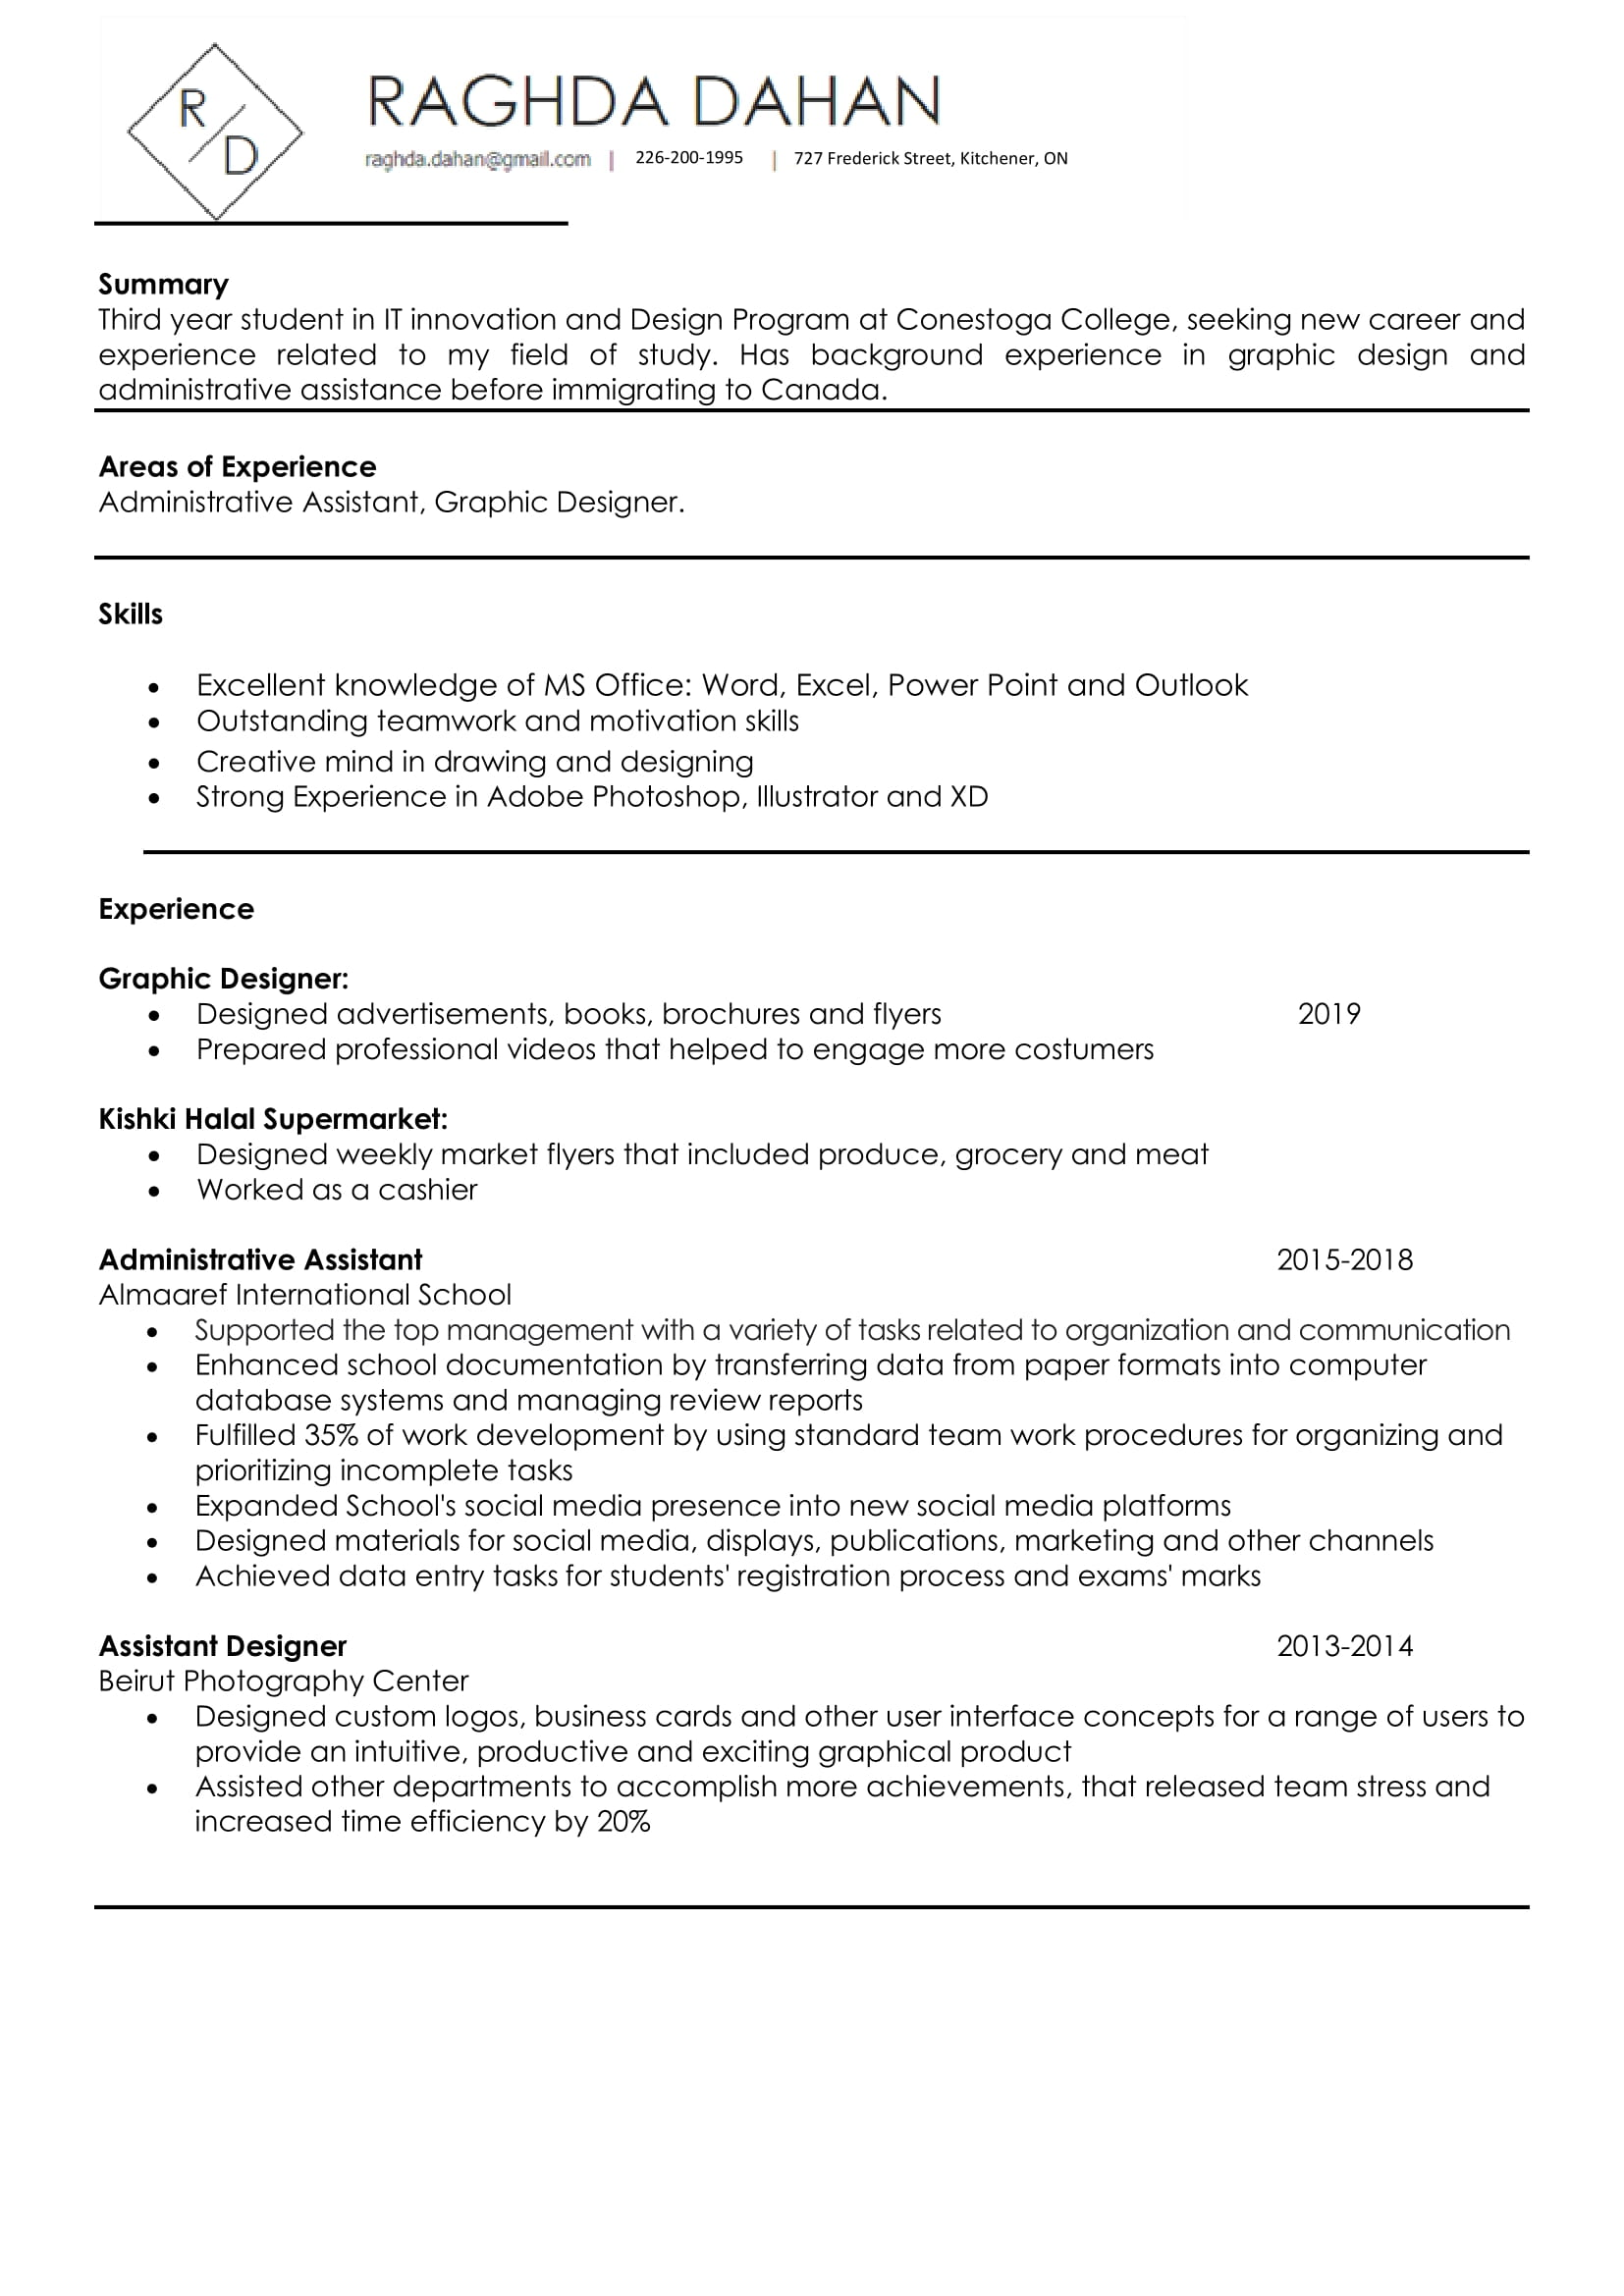 R
D
RAGHDA DAHAN
raghda.dahan@gmail.com | 226-200-1995 | 727 Frederick Street, Kitchener, ON
Summary
Third year student in IT innovation and Design Program at Conestoga College, seeking new career and
experience related to my field of study. Has background experience in graphic design and
administrative assistance before immigrating to Canada.
Areas of Experience
Administrative Assistant, Graphic Designer.
Skills
• Excellent knowledge of MS Office: Word, Excel, Power Point and Outlook
• Outstanding teamwork and motivation skills
• Creative mind in drawing and designing
• Strong Experience in Adobe Photoshop, Illustrator and XD
Experience
Graphic Designer:
• Designed advertisements, books, brochures and flyers 2019
• Prepared professional videos that helped to engage more costumers
Kishki Halal Supermarket:
• Designed weekly market flyers that included produce, grocery and meat
• Worked as a cashier
Administrative Assistant 2015-2018
Almaaref International School
• Supported the top management with a variety of tasks related to organization and communication
• Enhanced school documentation by transferring data from paper formats into computer
database systems and managing review reports
• Fulfilled 35% of work development by using standard team work procedures for organizing and
prioritizing incomplete tasks
• Expanded School's social media presence into new social media platforms
• Designed materials for social media, displays, publications, marketing and other channels
• Achieved data entry tasks for students' registration process and exams' marks
Assistant Designer 2013-2014
Beirut Photography Center
• Designed custom logos, business cards and other user interface concepts for a range of users to
provide an intuitive, productive and exciting graphical product
• Assisted other departments to accomplish more achievements, that released team stress and
increased time efficiency by 20%